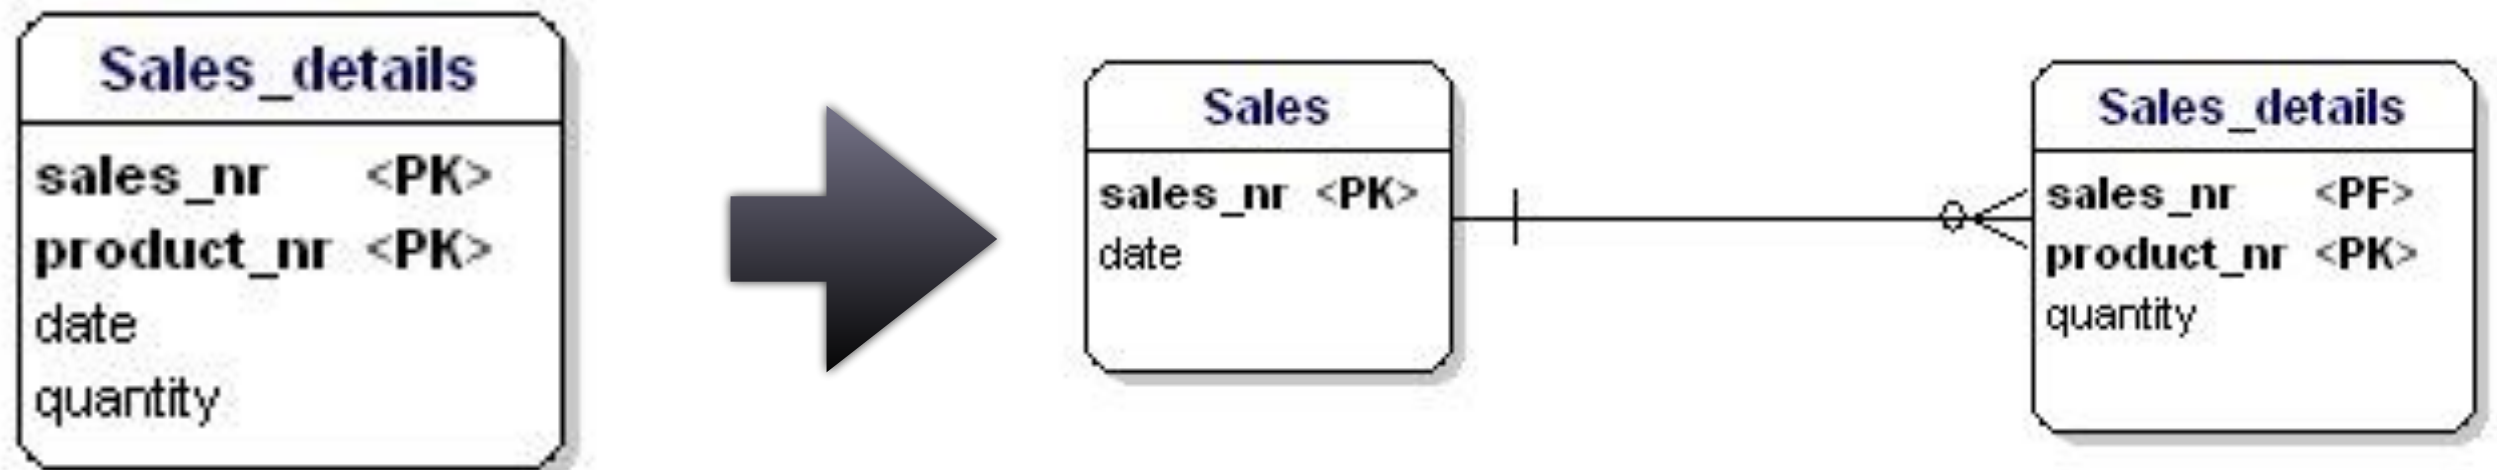 Sales_details
sales_nr <PK>
product_nr <PK>
date
quantity
Sales
sales_nr <PK>
date
Sales_details
sales_nr <PF>
product_nr <PK>
quantity